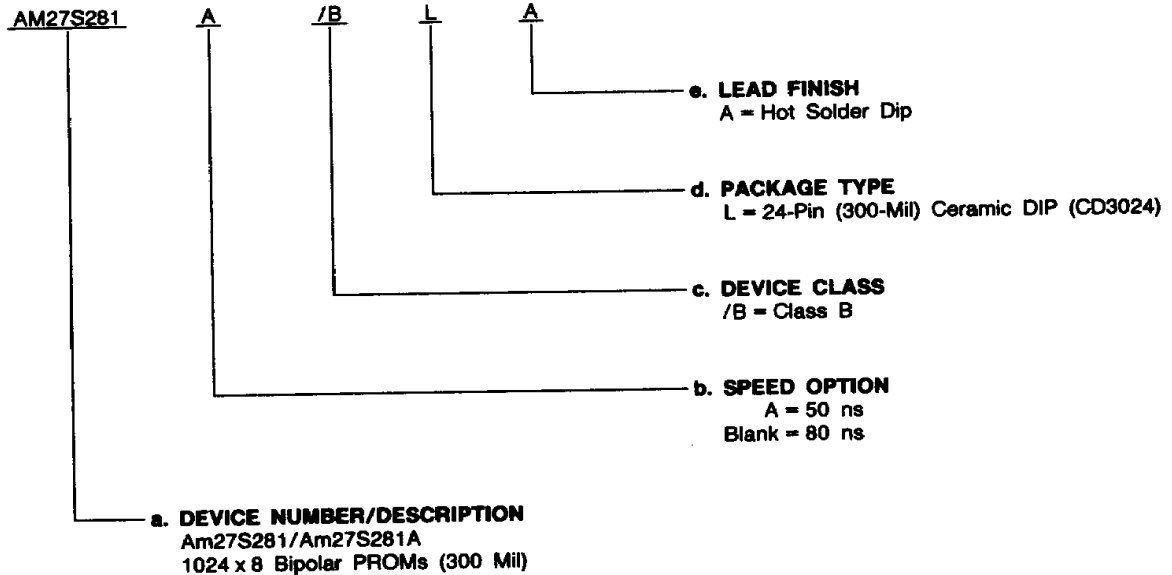 AM27S281 A /B L A
e. LEAD FINISH
A = Hot Solder Dip
d. PACKAGE TYPE
L = 24-Pin (300-Mil) Ceramic DIP (CD3024)
c. DEVICE CLASS
/B = Class B
b. SPEED OPTION
A = 50 ns
Blank = 80 ns
a. DEVICE NUMBER/DESCRIPTION
Am27S281/Am27S281A
1024 x 8 Bipolar PROMs (300 Mil)